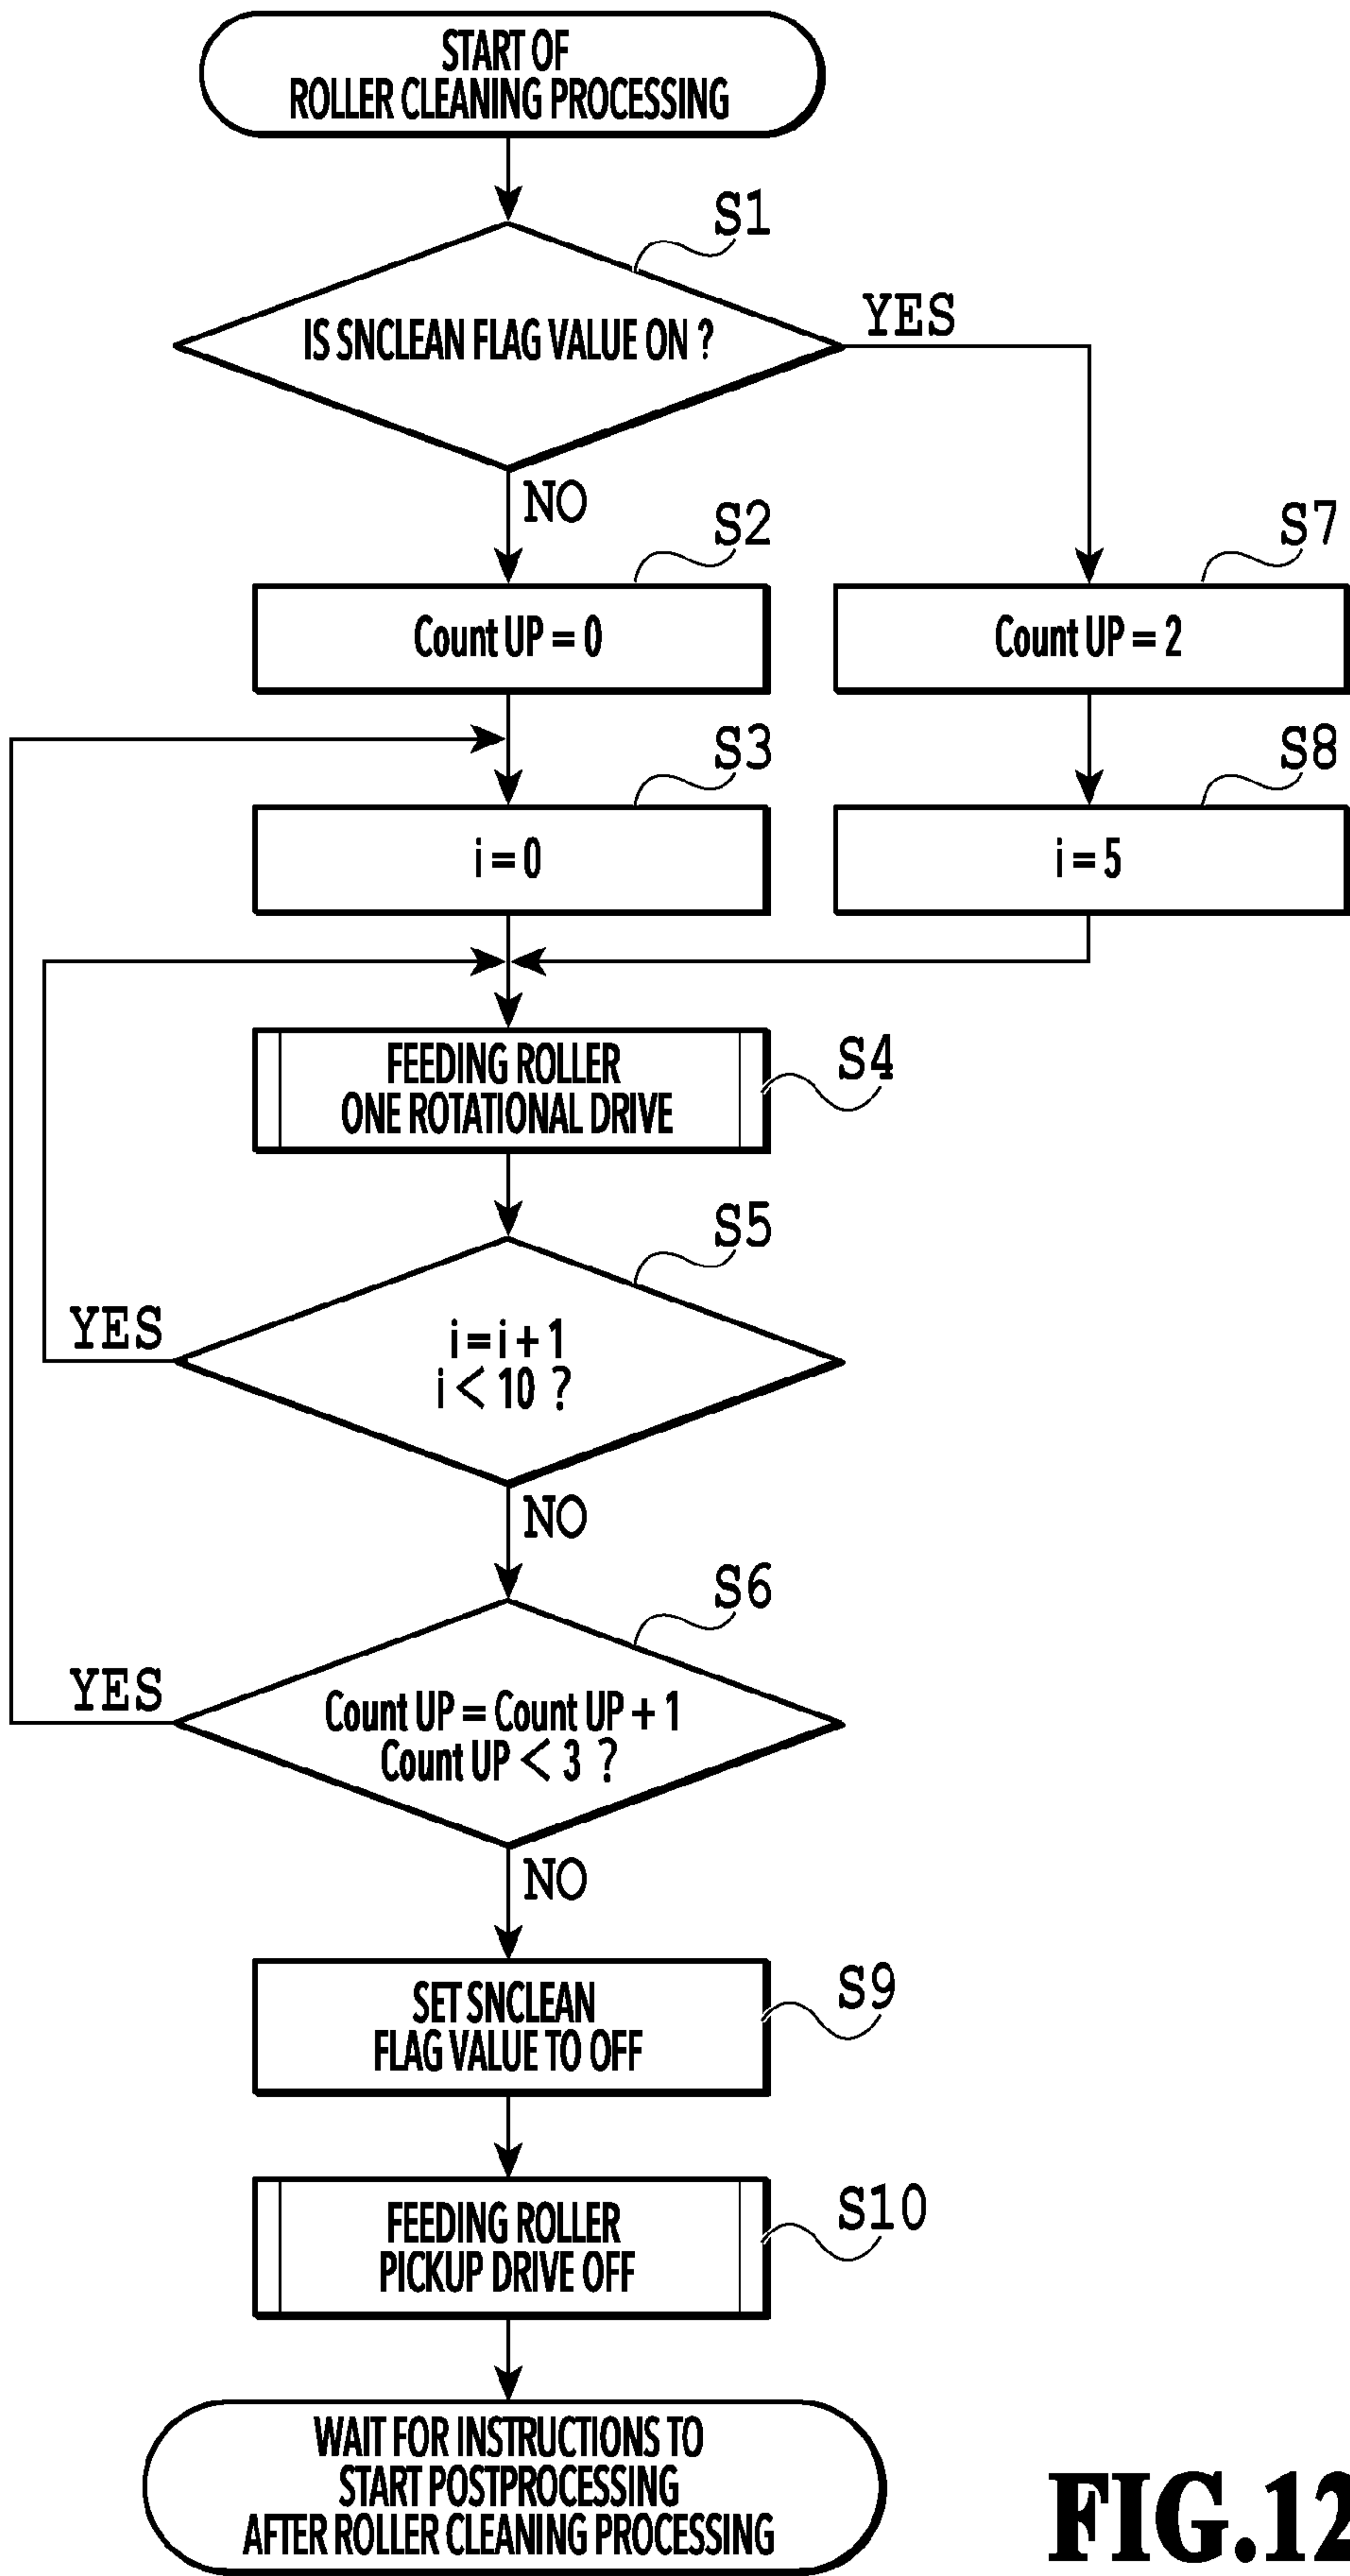 START OF
ROLLER CLEANING PROCESSING
S1
IS SNCLEAN FLAG VALUE ON ?
YES
NO
S2
S7
Count UP = 0
Count UP = 2
S3
S8
i = 0
i = 5
FEEDING ROLLER
ONE ROTATIONAL DRIVE
S4
S5
YES
i = i + 1
i < 10 ?
NO
S6
YES
Count UP = Count UP + 1
Count UP < 3 ?
NO
SET SNCLEAN
FLAG VALUE TO OFF
S9
FEEDING ROLLER
PICKUP DRIVE OFF
S10
WAIT FOR INSTRUCTIONS TO
START POSTPROCESSING
AFTER ROLLER CLEANING PROCESSING
FIG.12